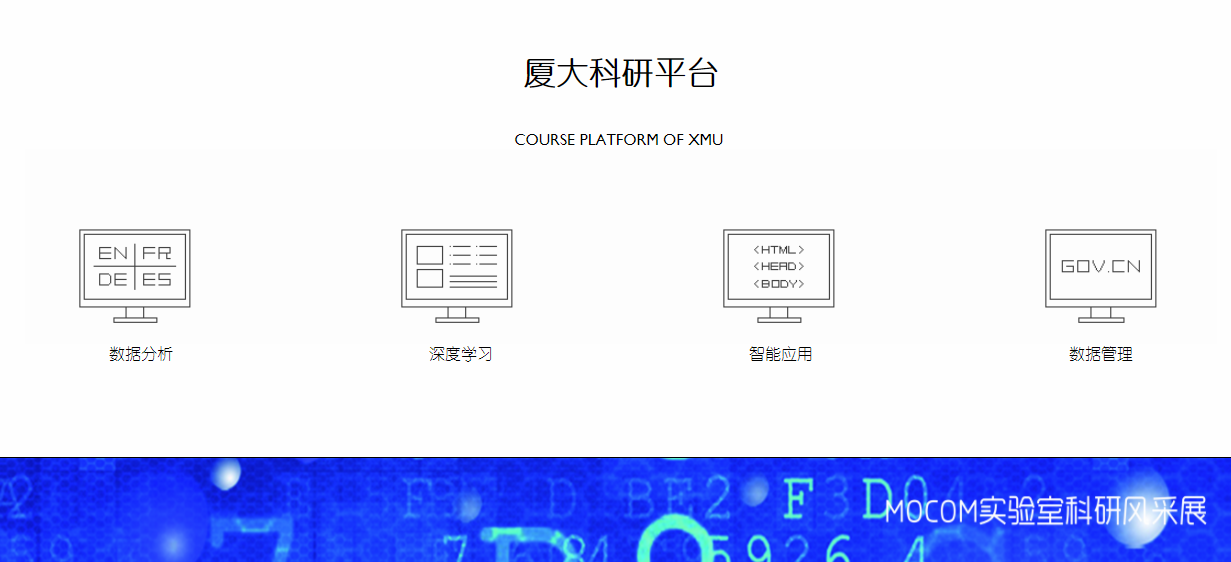 厦大科研平台
COURSE PLATFORM OF XMU
EN FR
DE ES
<HTML>
<HEAD>
<BODY>
GOV.CN
数据分析
深度学习
智能应用
数据管理
MOCOM实验室科研风采展